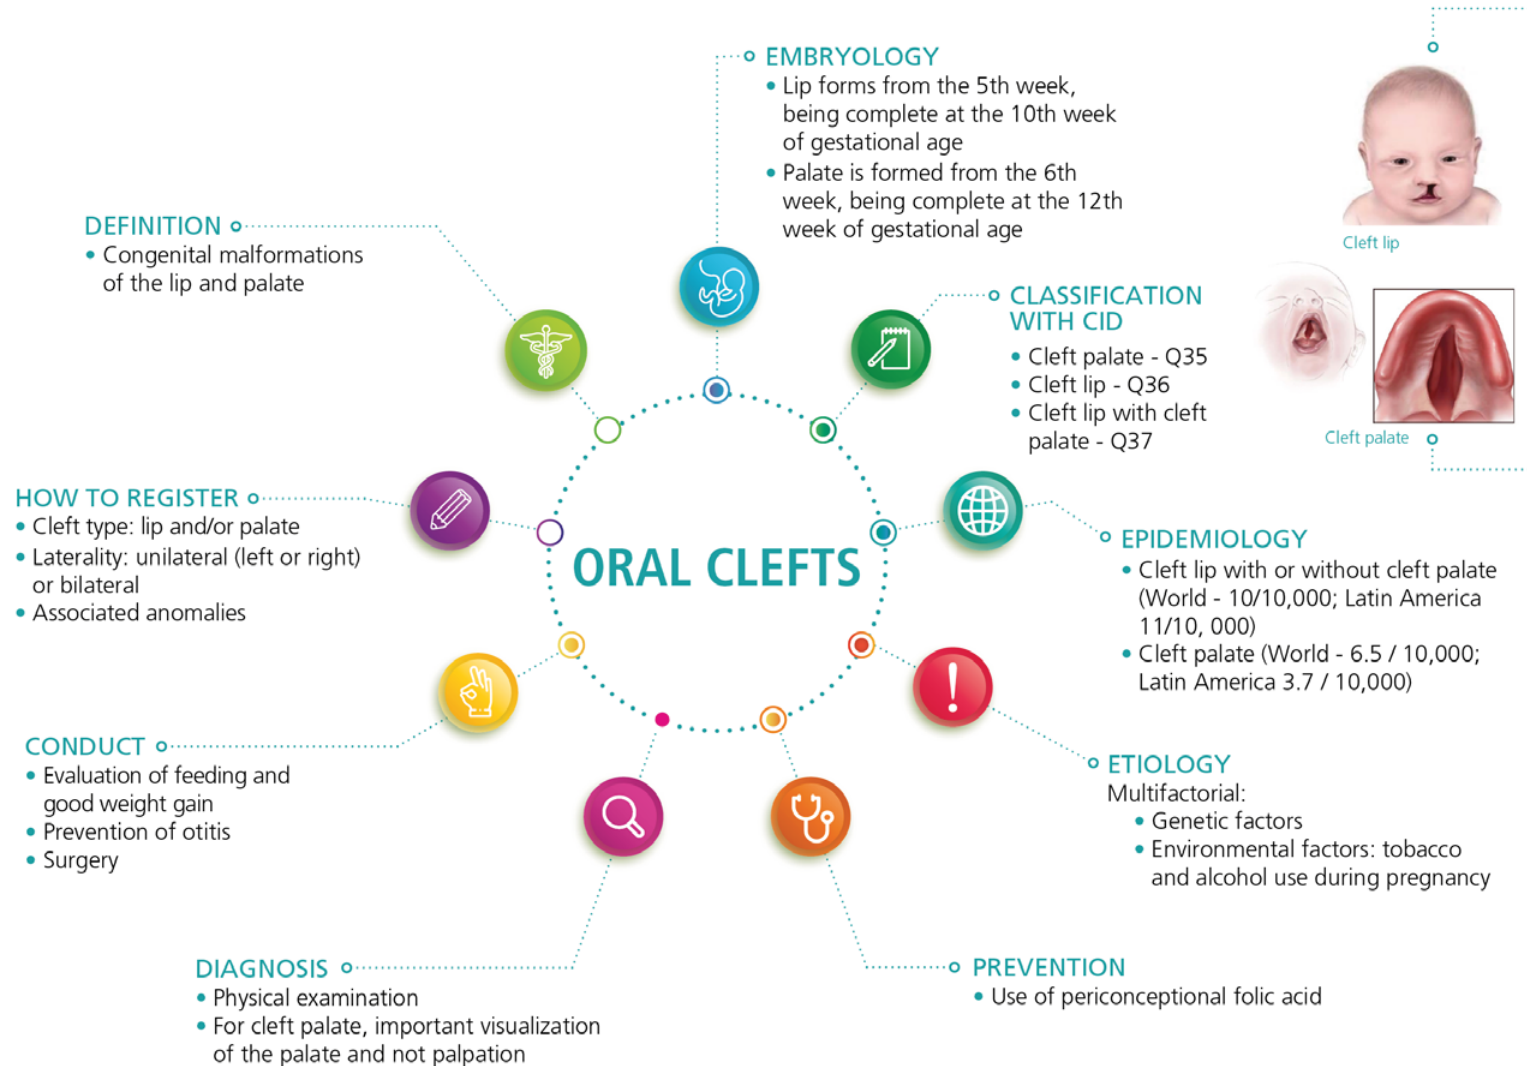 EMBRYOLOGY
• Lip forms from the 5th week,
being complete at the 10th week
of gestational age
• Palate is formed from the 6th
week, being complete at the 12th
week of gestational age
Cleft lip
DEFINITION
• Congenital malformations
of the lip and palate
CLASSIFICATION
WITH CID
• Cleft palate - Q35
• Cleft lip - Q36
• Cleft lip with cleft
palate - Q37
Cleft palate
HOW TO REGISTER
• Cleft type: lip and/or palate
• Laterality: unilateral (left or right)
or bilateral
• Associated anomalies
ORAL CLEFTS
EPIDEMIOLOGY
• Cleft lip with or without cleft palate
(World - 10/10,000; Latin America
11/10, 000)
• Cleft palate (World - 6.5 / 10,000;
Latin America 3.7 / 10,000)
CONDUCT
• Evaluation of feeding and
good weight gain
• Prevention of otitis
• Surgery
ETIOLOGY
Multifactorial:
• Genetic factors
• Environmental factors: tobacco
and alcohol use during pregnancy
DIAGNOSIS
• Physical examination
• For cleft palate, important visualization
of the palate and not palpation
PREVENTION
• Use of periconceptional folic acid